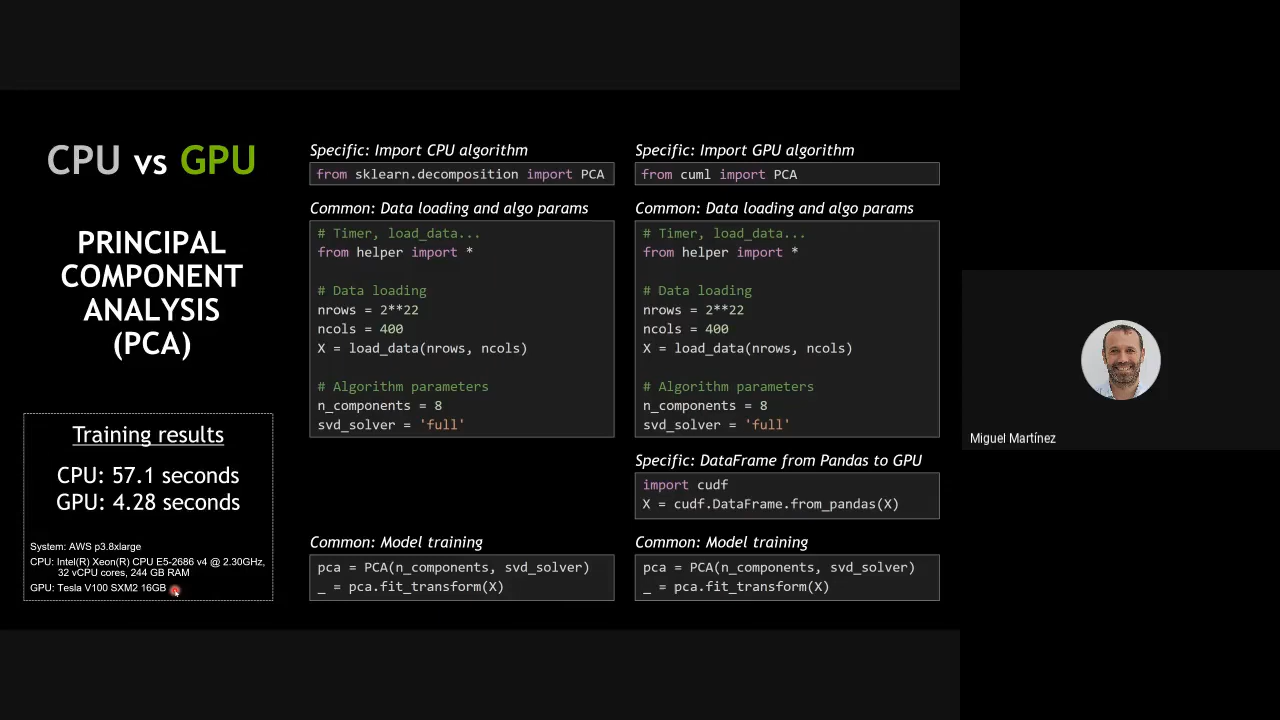 CPU vs GPU
PRINCIPAL
COMPONENT
ANALYSIS
(PCA)
Training results
CPU: 57.1 seconds
GPU: 4.28 seconds
System: AWS p3.8xlarge
CPU: Intel(R) Xeon(R) CPU E5-2686 v4 @ 2.30GHz,
32 vCPU cores, 244 GB RAM
GPU: Tesla V100 SXM2 16GB
Specific: Import CPU algorithm
from sklearn.decomposition import PCA
Common: Data loading and algo params
# Timer, load_data...
from helper import *
# Data loading
nrows = 2**22
ncols = 400
X = load_data(nrows, ncols)
# Algorithm parameters
n_components = 8
svd_solver = 'full'
Common: Model training
pca = PCA(n_components, svd_solver)
_ = pca.fit_transform(X)
Specific: Import GPU algorithm
from cuml import PCA
Common: Data loading and algo params
# Timer, load_data...
from helper import *
# Data loading
nrows = 2**22
ncols = 400
X = load_data(nrows, ncols)
# Algorithm parameters
n_components = 8
svd_solver = 'full'
Specific: DataFrame from Pandas to GPU
import cudf
X = cudf.DataFrame.from_pandas(X)
Common: Model training
pca = PCA(n_components, svd_solver)
_ = pca.fit_transform(X)
Miguel Martínez